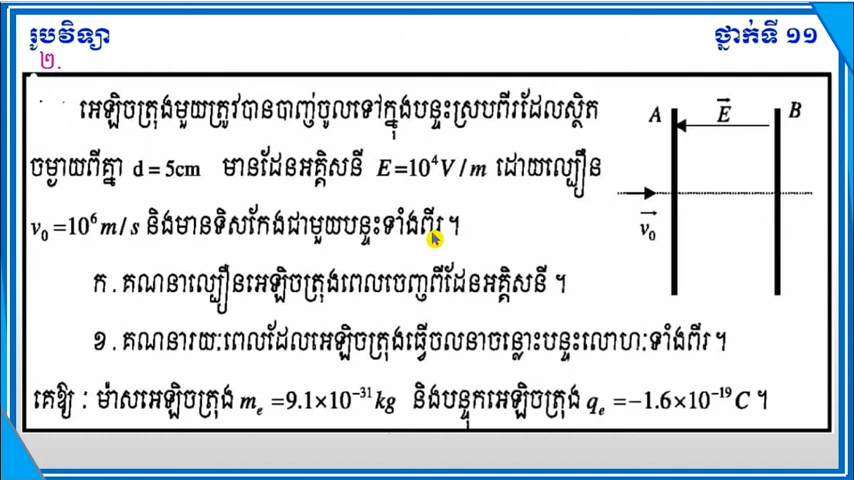 រូបវិទ្យា
ថ្នាក់ទី ១១
២.
អេឡិចត្រុងមួយត្រូវបានបាញ់ចូលទៅក្នុងបន្ទះស្របពីរដែលស្ថិត
ចម្ងាយពីគ្នា d = 5cm មានដែនអគ្គិសនី E=10⁴V/m ដោយល្បឿន
v₀ =10⁶ m/s និងមានទិសកែងជាមួយបន្ទះទាំងពីរ ។
ក . គណនាល្បឿនអេឡិចត្រុងពេលចេញពីដែនអគ្គិសនី ។
ខ . គណនារយៈពេលដែលអេឡិចត្រុងធ្វើចលនាចន្លោះបន្ទះលោហៈទាំងពីរ ។
គេឱ្យ : ម៉ាសអេឡិចត្រុង mₑ =9.1×10⁻³¹ kg និងបន្ទុកអេឡិចត្រុង qₑ =−1.6×10⁻¹⁹ C ។
A E⃗ B
v₀⃗